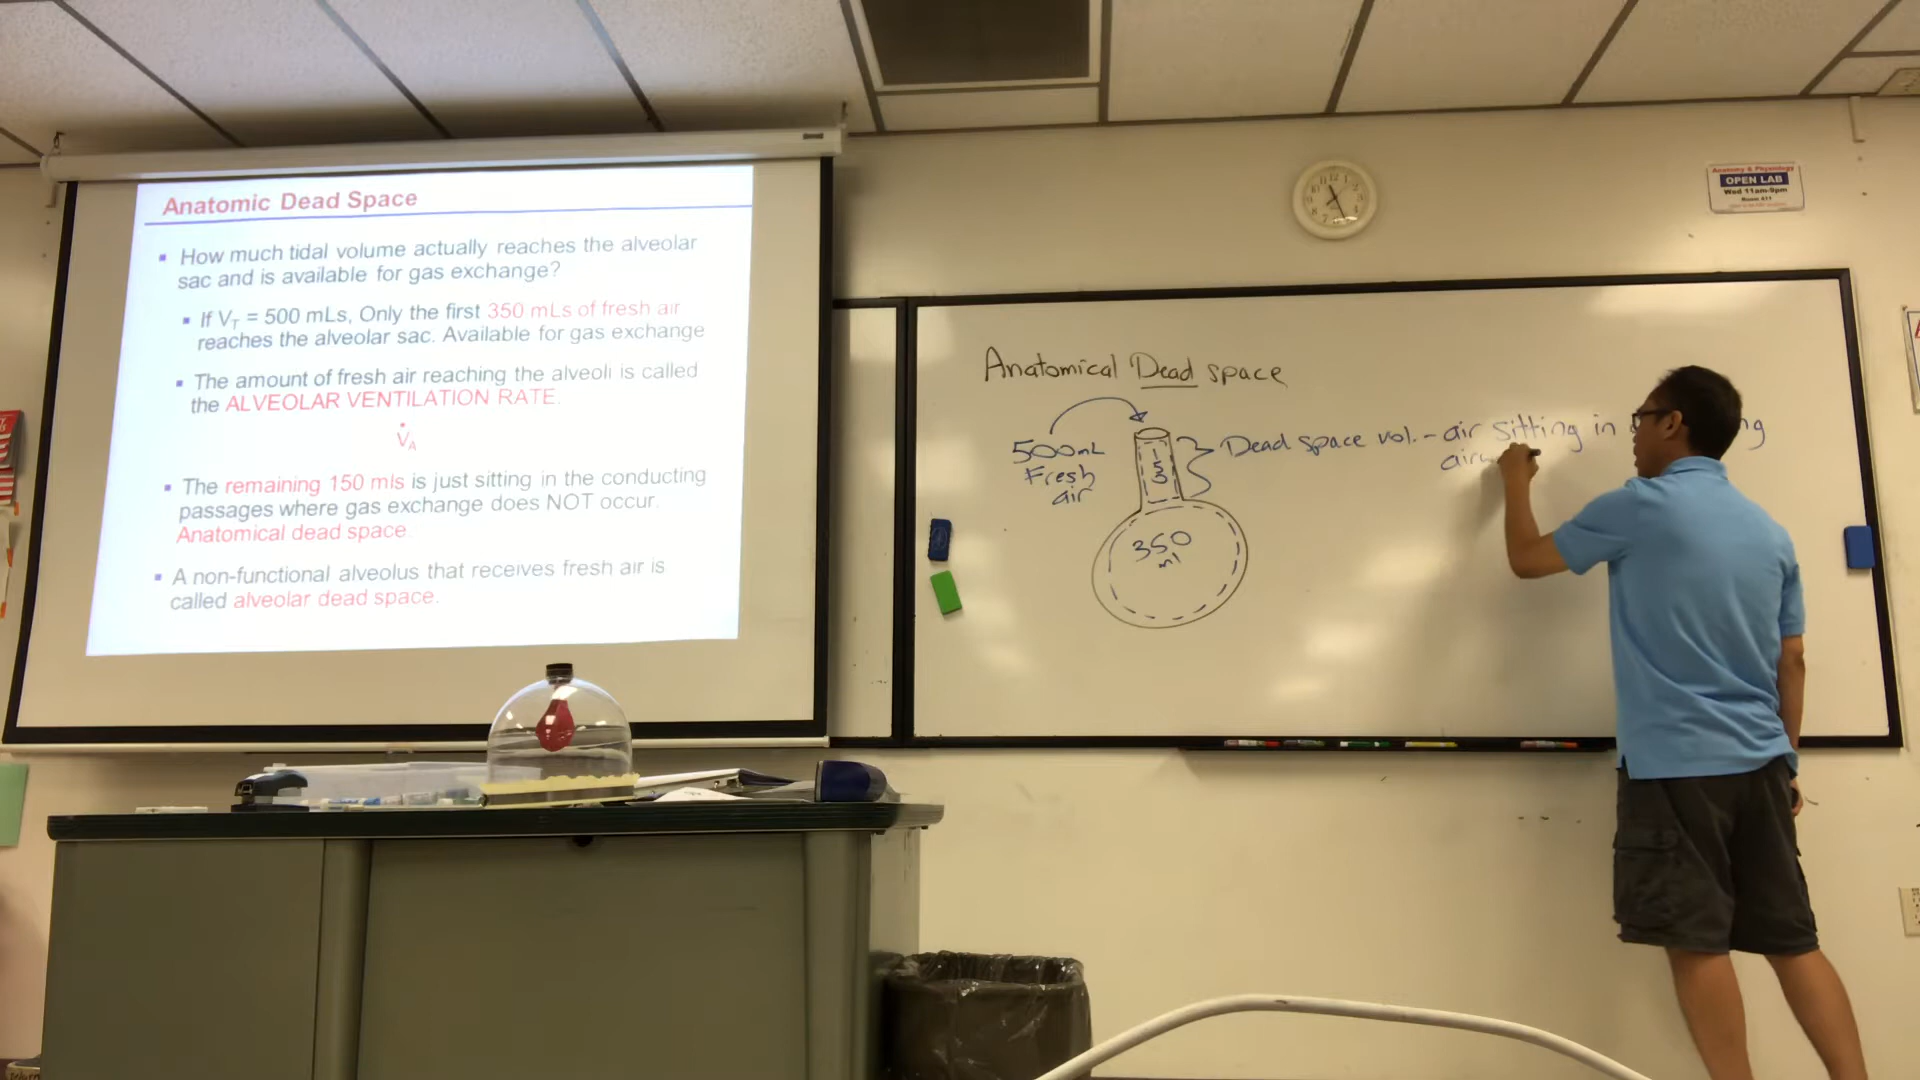 Anatomic Dead Space
▪ How much tidal volume actually reaches the alveolar
sac and is available for gas exchange?
▪ If VT = 500 mLs, Only the first 350 mLs of fresh air
reaches the alveolar sac. Available for gas exchange
▪ The amount of fresh air reaching the alveoli is called
the ALVEOLAR VENTILATION RATE.
V̇A
▪ The remaining 150 mls is just sitting in the conducting
passages where gas exchange does NOT occur.
Anatomical dead space
▪ A non-functional alveolus that receives fresh air is
called alveolar dead space.
Anatomical Dead space
500mL
Fresh
air
150
350
ml
Dead space vol. - air sitting in
Anatomy & Physiology
OPEN LAB
Wed 11am-9pm